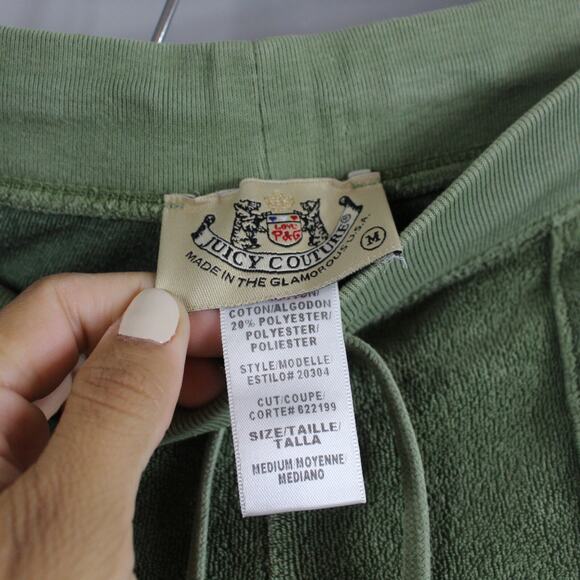 LOVE
P&G
JUICY COUTURE®
MADE IN THE GLAMOROUS U.S.A.
M
COTON/ALGODON
20% POLYESTER/
POLYESTER/
POLIESTER
STYLE/MODELLE/
ESTILO# 20304
CUT/COUPE/
CORTE# 622199
SIZE/TAILLE/
TALLA
MEDIUM/MOYENNE/
MEDIANO